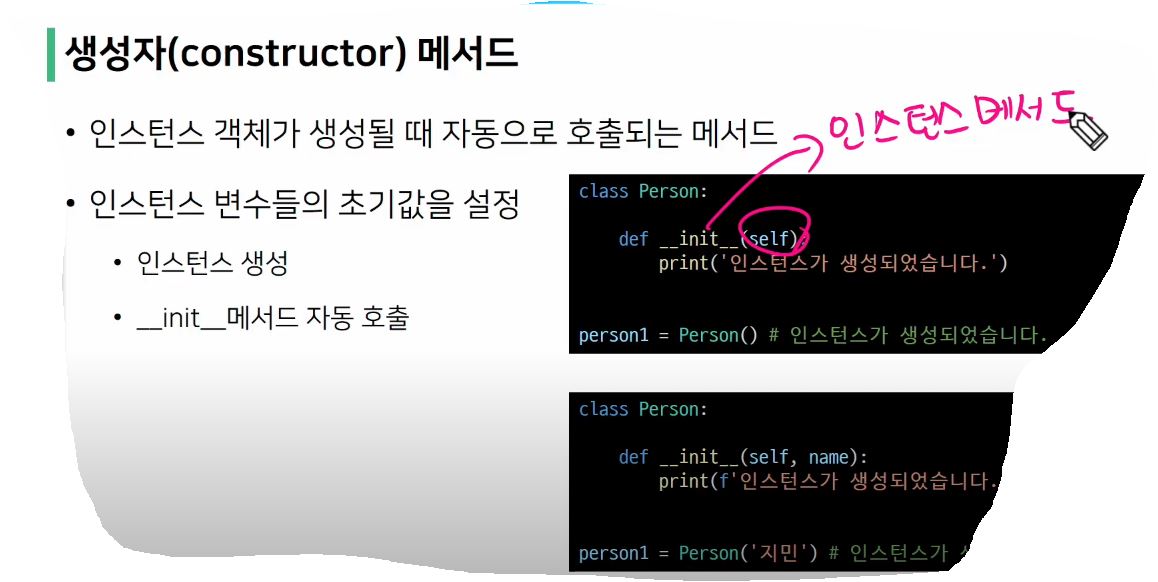 생성자(constructor) 메서드
• 인스턴스 객체가 생성될 때 자동으로 호출되는 메서드
인스턴스 메서드
• 인스턴스 변수들의 초기값을 설정
• 인스턴스 생성
• __init__메서드 자동 호출
class Person:
def __init__(self):
print('인스턴스가 생성되었습니다.')
person1 = Person() # 인스턴스가 생성되었습니다.
class Person:
def __init__(self, name):
print(f'인스턴스가 생성되었습니다.
person1 = Person('지민') # 인스턴스가